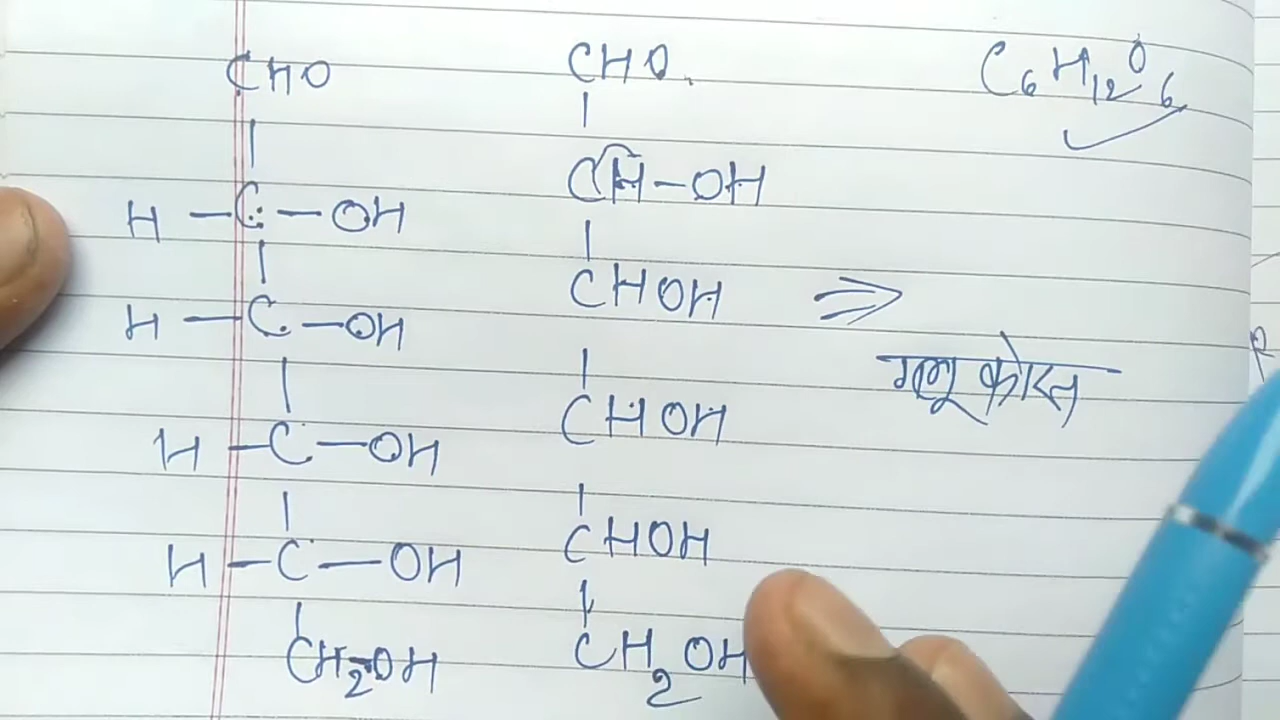 CHO
H – C – OH
H – C – OH
H – C – OH
H – C – OH
CH2OH
CHO
CH – OH
CHOH
CHOH
CHOH
CH2OH
C6H12O6
⇒
ग्लूकोस